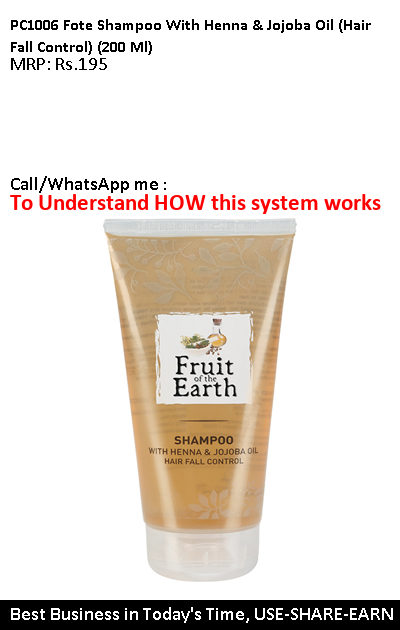 PC1006 Fote Shampoo With Henna & Jojoba Oil (Hair
Fall Control) (200 Ml)
MRP: Rs.195
Call/WhatsApp me :
To Understand HOW this system works
Fruit
of the
Earth
SHAMPOO
WITH HENNA & JOJOBA OIL
HAIR FALL CONTROL
Best Business in Today's Time, USE-SHARE-EARN